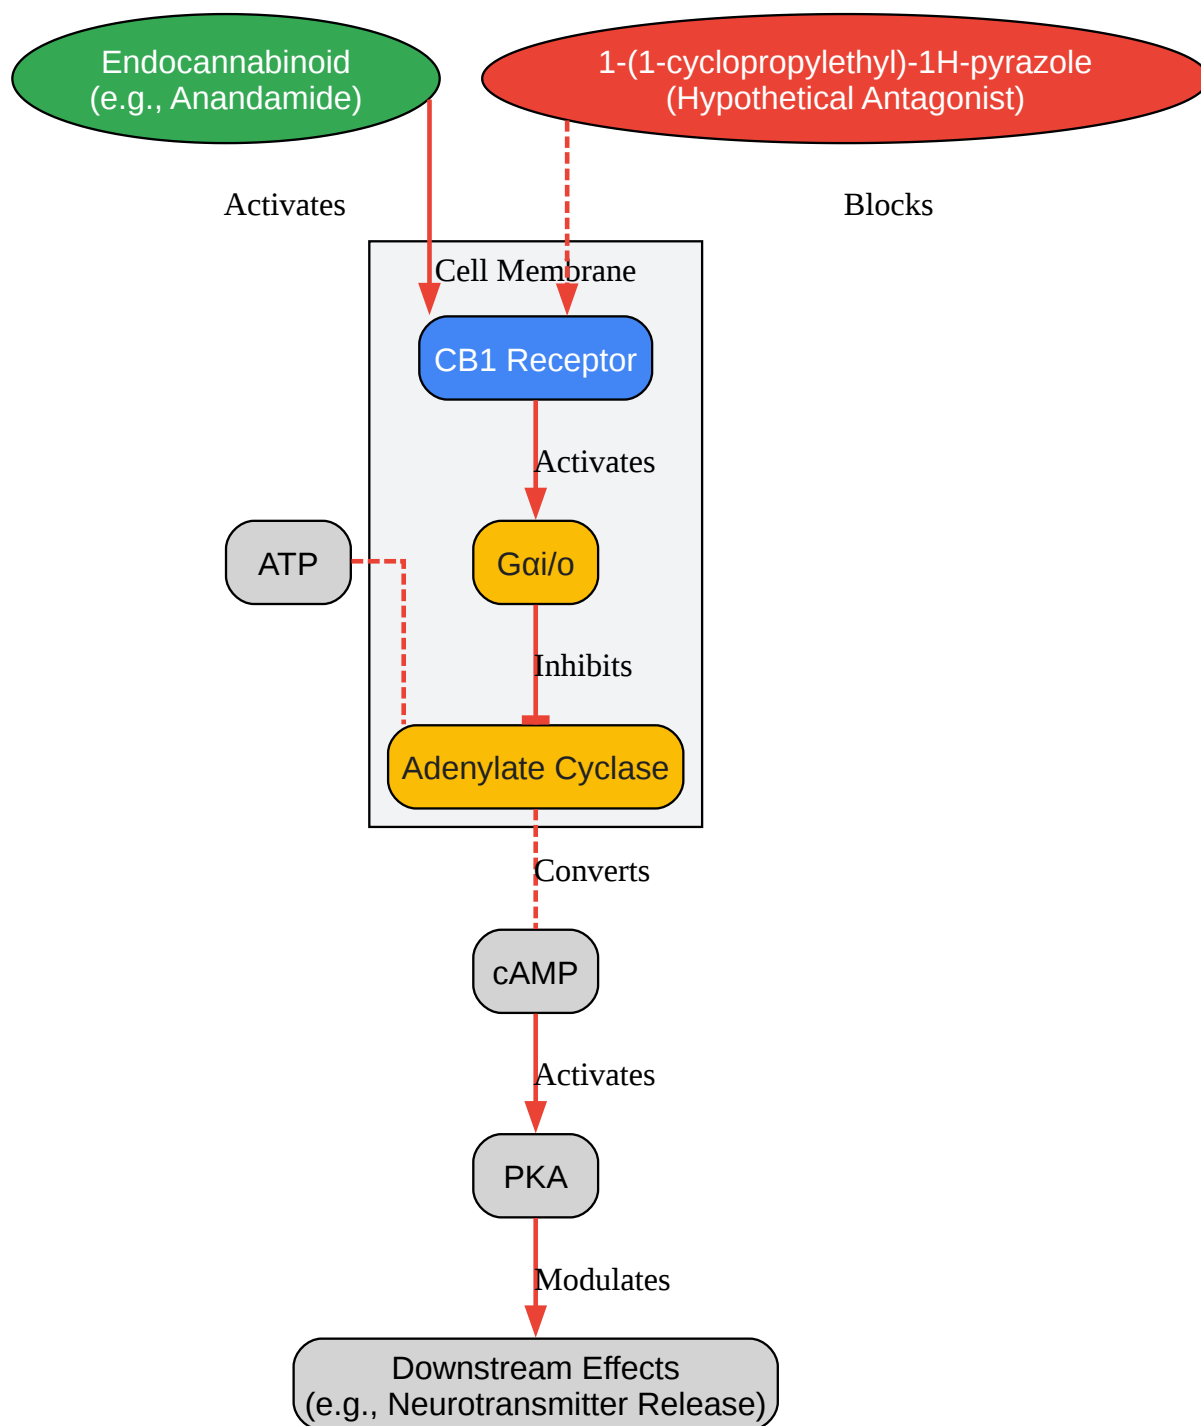 Endocannabinoid
(e.g., Anandamide)
1-(1-cyclopropylethyl)-1H-pyrazole
(Hypothetical Antagonist)
Activates
Blocks
Cell Membrane
CB1 Receptor
Activates
ATP
Gαi/o
Inhibits
Adenylate Cyclase
Converts
cAMP
Activates
PKA
Modulates
Downstream Effects
(e.g., Neurotransmitter Release)